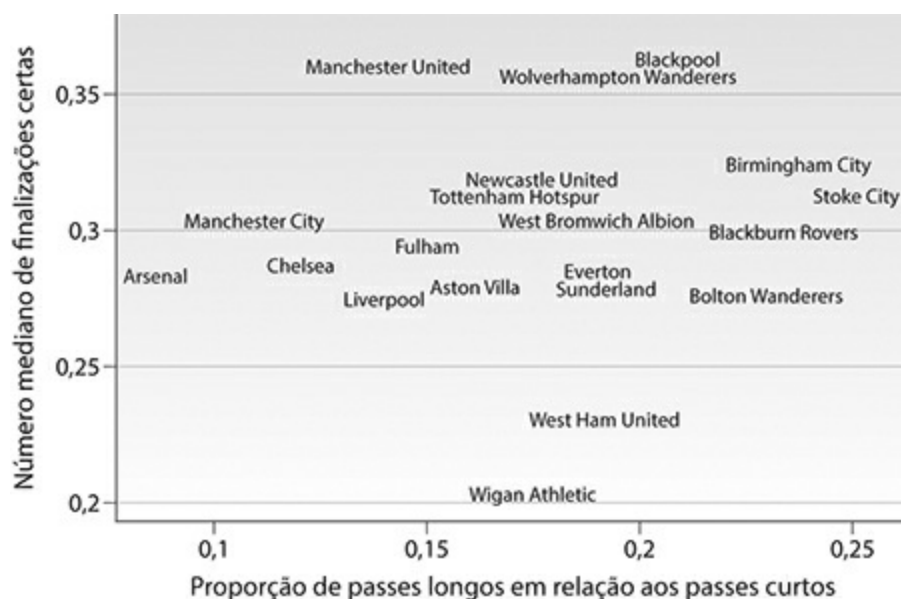 Número mediano de finalizações certas
0,35
0,3
0,25
0,2
Manchester United
Blackpool
Wolverhampton Wanderers
Birmingham City
Newcastle United
Tottenham Hotspur
Stoke City
Manchester City
West Bromwich Albion
Blackburn Rovers
Fulham
Arsenal
Chelsea
Everton
Liverpool
Aston Villa
Sunderland
Bolton Wanderers
West Ham United
Wigan Athletic
0,1
0,15
0,2
0,25
Proporção de passes longos em relação aos passes curtos